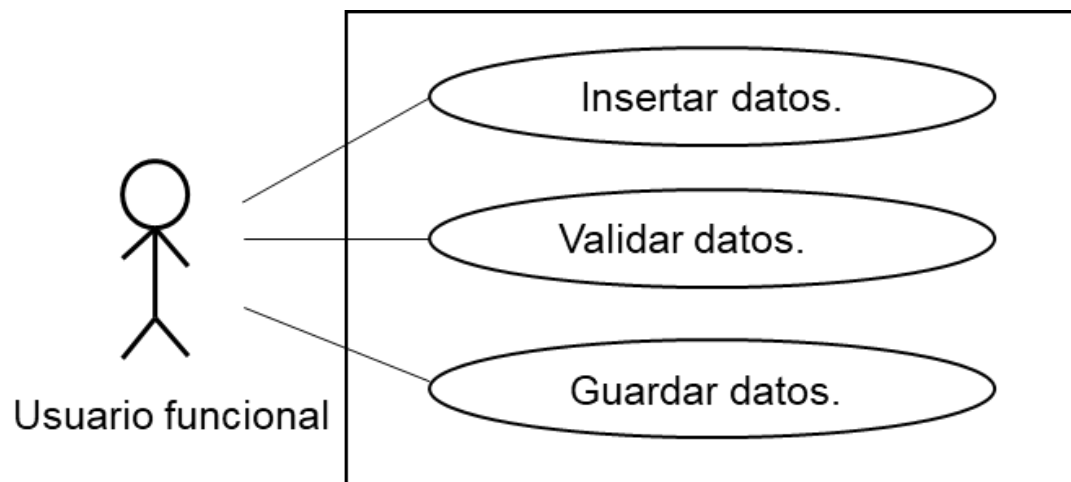 Insertar datos.
Validar datos.
Guardar datos.
Usuario funcional